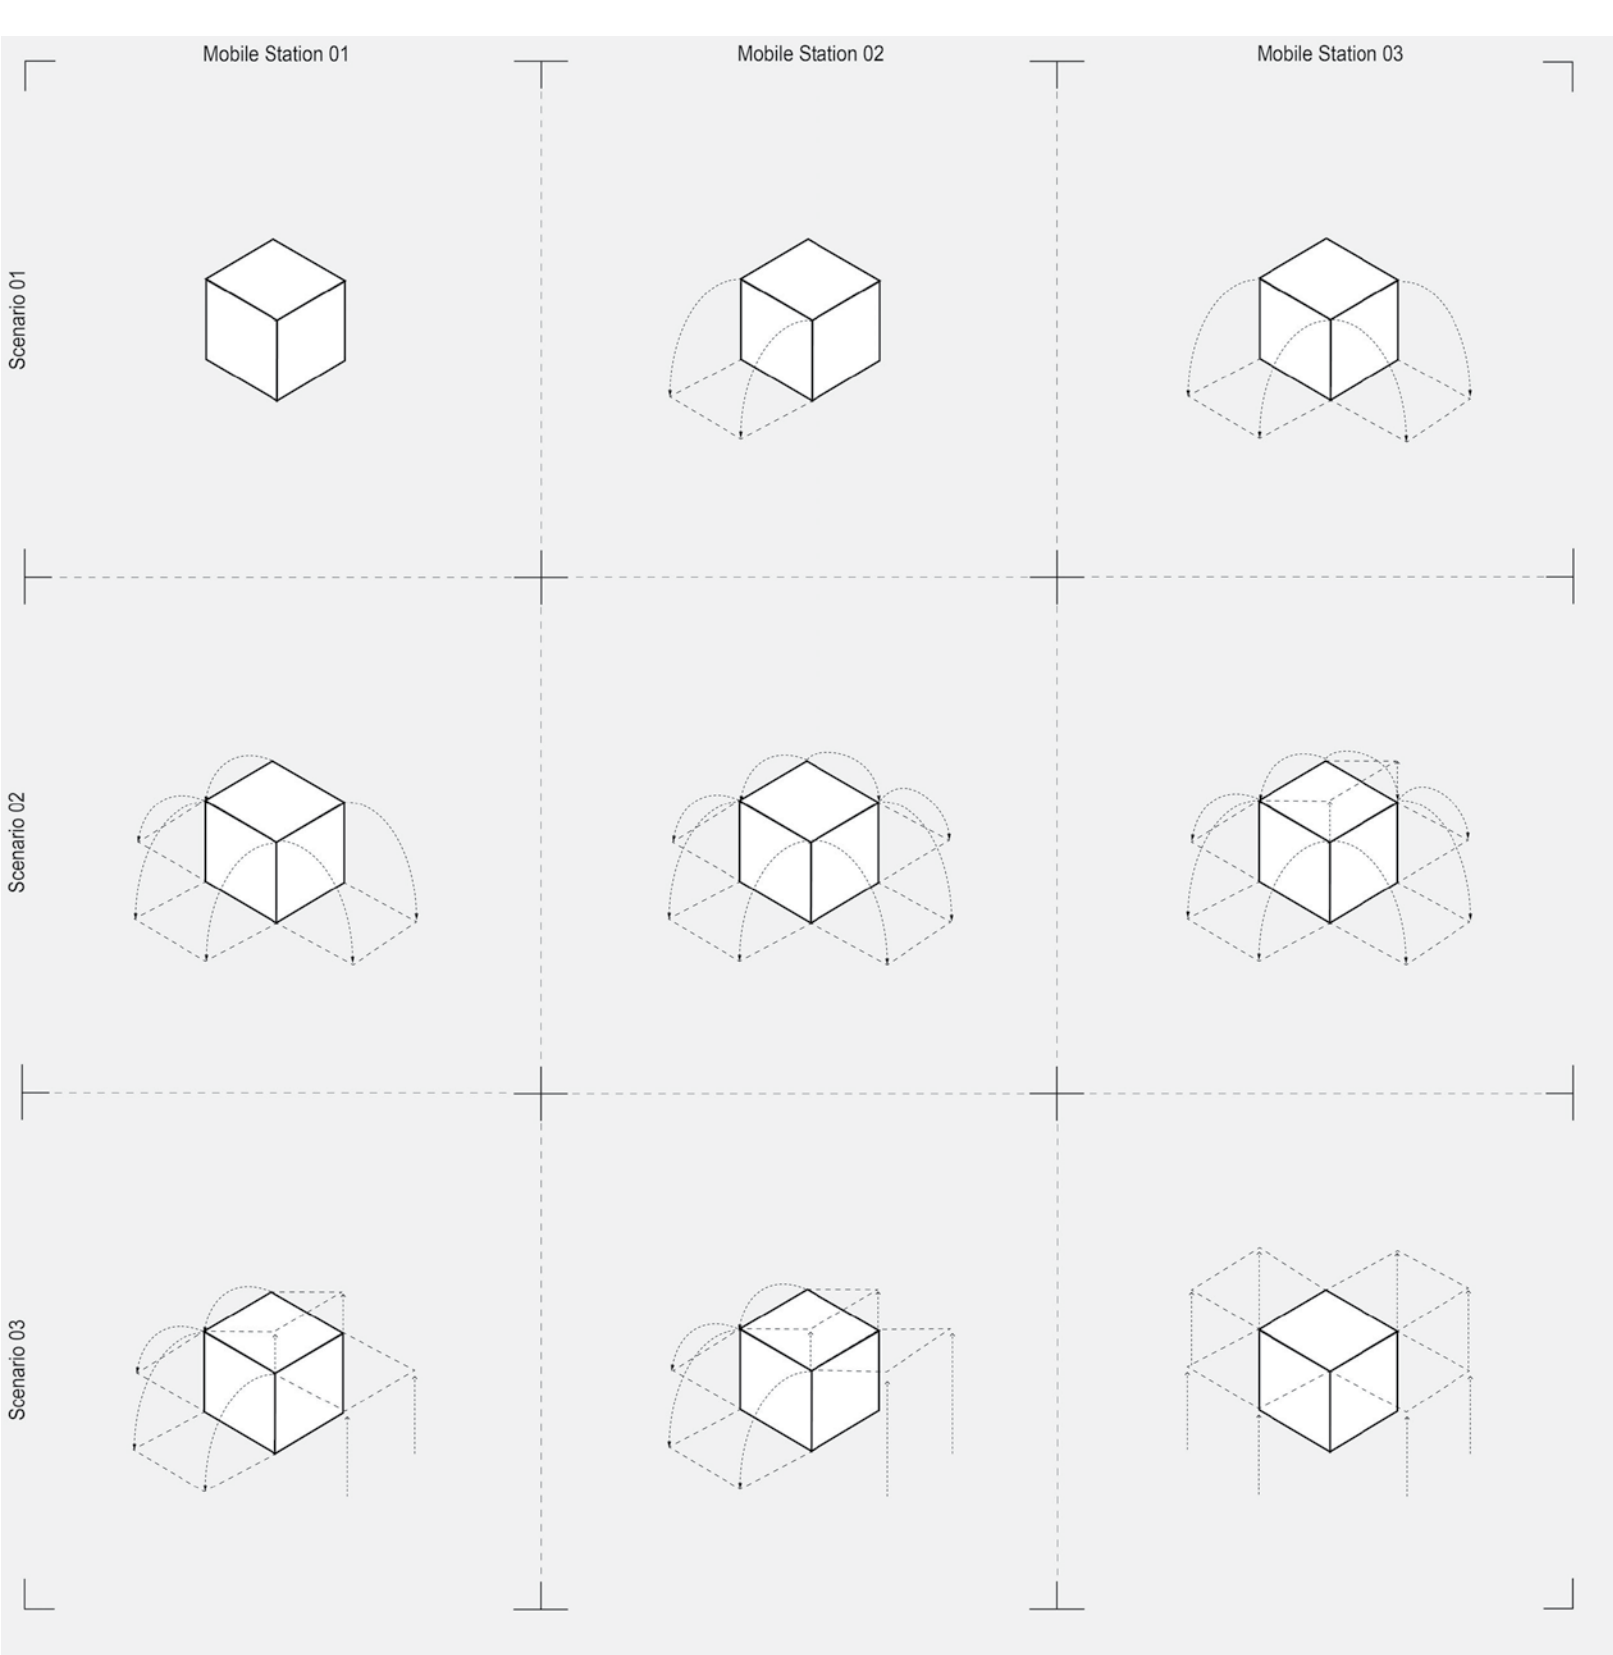 Mobile Station 01
Mobile Station 02
Mobile Station 03
Scenario 01
Scenario 02
Scenario 03